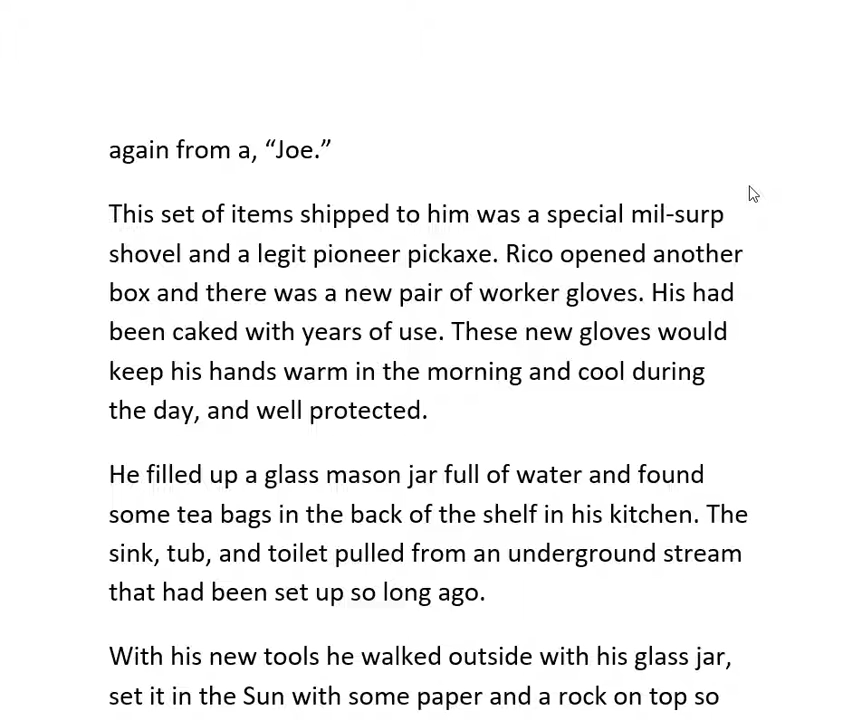 again from a, “Joe.”
This set of items shipped to him was a special mil-surp
shovel and a legit pioneer pickaxe. Rico opened another
box and there was a new pair of worker gloves. His had
been caked with years of use. These new gloves would
keep his hands warm in the morning and cool during
the day, and well protected.
He filled up a glass mason jar full of water and found
some tea bags in the back of the shelf in his kitchen. The
sink, tub, and toilet pulled from an underground stream
that had been set up so long ago.
With his new tools he walked outside with his glass jar,
set it in the Sun with some paper and a rock on top so